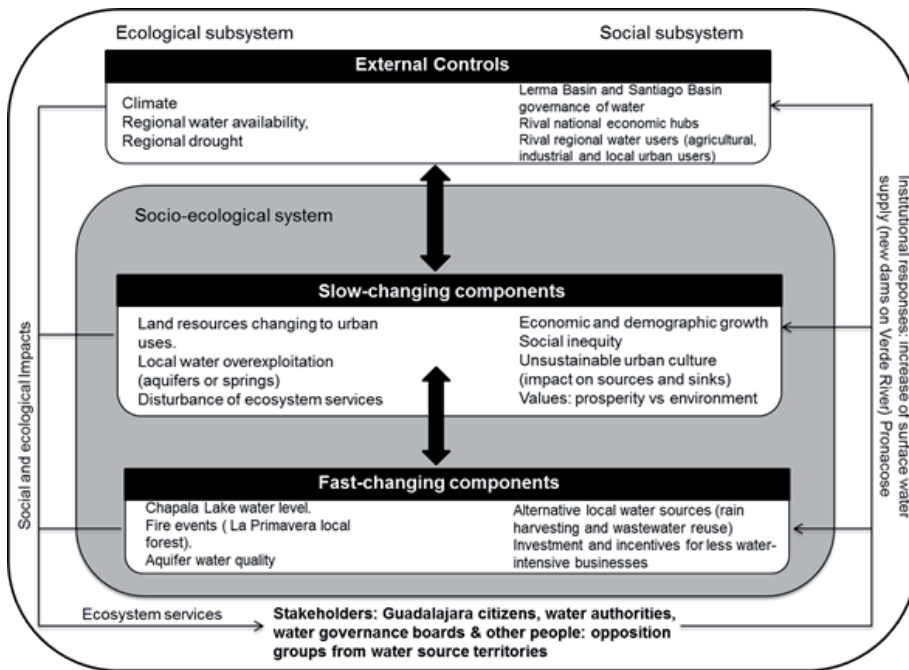 Ecological subsystem
Social subsystem
External Controls
Climate
Regional water availability,
Regional drought
Lerma Basin and Santiago Basin
governance of water
Rival national economic hubs
Rival regional water users (agricultural,
industrial and local urban users)
Socio-ecological system
Slow-changing components
Land resources changing to urban
uses.
Local water overexploitation
(aquifers or springs)
Disturbance of ecosystem services
Economic and demographic growth
Social inequity
Unsustainable urban culture
(impact on sources and sinks)
Values: prosperity vs environment
Fast-changing components
Chapala Lake water level.
Fire events ( La Primavera local
forest).
Aquifer water quality
Alternative local water sources (rain
harvesting and wastewater reuse)
Investment and incentives for less water-
intensive businesses
Social and ecological Impacts
Institutional responses: increase of surface water
supply (new dams on Verde River) Pronacose
Ecosystem services
Stakeholders: Guadalajara citizens, water authorities,
water governance boards & other people: opposition
groups from water source territories